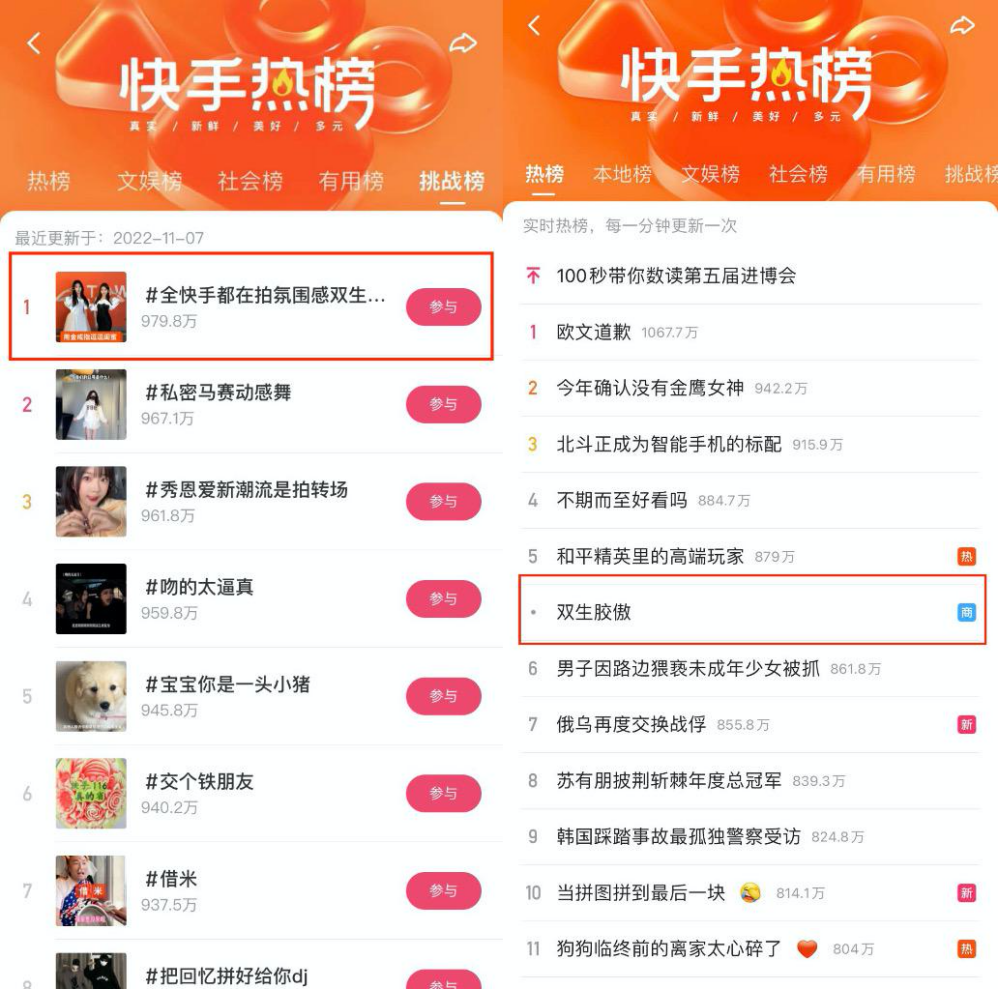 快手热榜
真实 / 新鲜 / 美好 / 多元
热榜 文娱榜 社会榜 有用榜 挑战榜
最近更新于：2022-11-07
1 #全快手都在拍氛围感双生... 参与
979.8万
2 #私密马赛动感舞 参与
967.1万
3 #秀恩爱新潮流是拍转场 参与
961.8万
4 #吻的太逼真 参与
959.8万
5 #宝宝你是一头小猪 参与
945.8万
6 #交个铁朋友 参与
940.2万
7 #借米 参与
借 米
937.5万
8 #把回忆拼好给你dj 参与
快手热榜
真实 / 新鲜 / 美好 / 多元
热榜 本地榜 文娱榜 社会榜 有用榜 挑战榜
实时热榜，每一分钟更新一次
100秒带你数读第五届进博会
1 欧文道歉 1067.7万
2 今年确认没有金鹰女神 942.2万
3 北斗正成为智能手机的标配 915.9万
4 不期而至好看吗 884.7万
5 和平精英里的高端玩家 879万 热
• 双生胶傲 商
6 男子因路边猥亵未成年少女被抓 861.8万
7 俄乌再度交换战俘 855.8万 新
8 苏有朋披荆斩棘年度总冠军 839.3万
9 韩国踩踏事故最孤独警察受访 824.8万
10 当拼图拼到最后一块 814.1万 新
11 狗狗临终前的离家太心碎了 804万 热